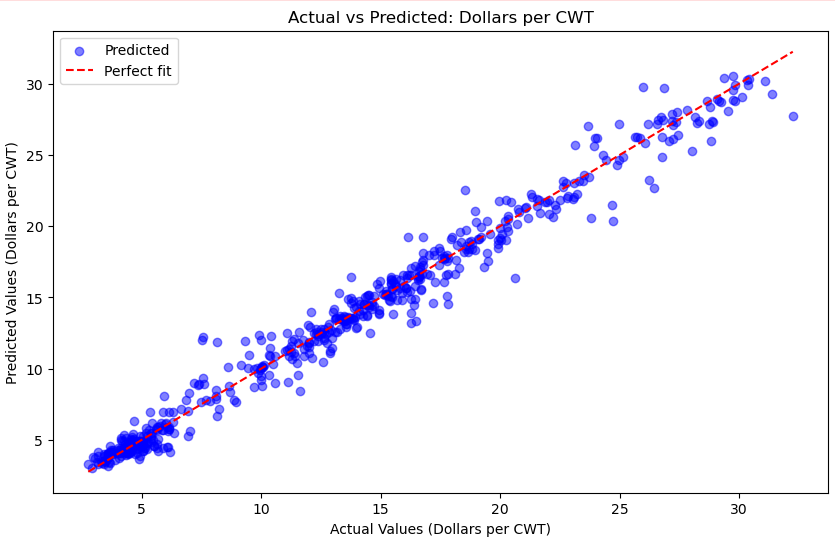 Actual vs Predicted: Dollars per CWT
Predicted
Perfect fit
Predicted Values (Dollars per CWT)
30
25
20
15
10
5
5 10 15 20 25 30
Actual Values (Dollars per CWT)